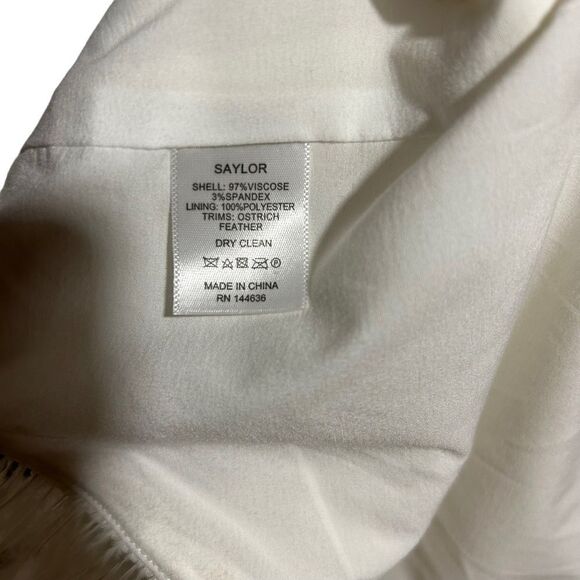 SAYLOR
SHELL: 97%VISCOSE
3%SPANDEX
LINING: 100%POLYESTER
TRIMS: OSTRICH
FEATHER
DRY CLEAN
P
MADE IN CHINA
RN 144636